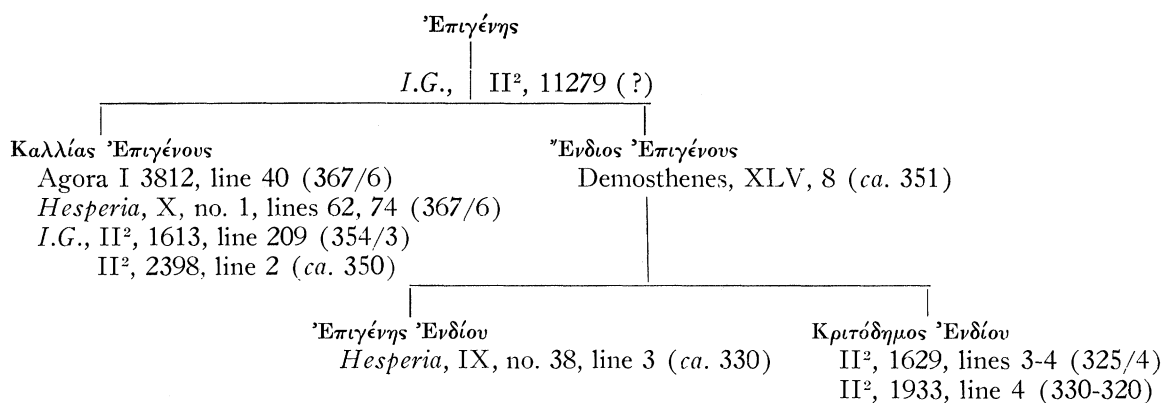 Ἐπιγένης
I.G., II², 11279 (?)
Καλλίας Ἐπιγένους
Agora I 3812, line 40 (367/6)
Hesperia, X, no. 1, lines 62, 74 (367/6)
I.G., II², 1613, line 209 (354/3)
II², 2398, line 2 (ca. 350)
Ἔνδιος Ἐπιγένους
Demosthenes, XLV, 8 (ca. 351)
Ἐπιγένης Ἐνδίου
Hesperia, IX, no. 38, line 3 (ca. 330)
Κριτόδημος Ἐνδίου
II², 1629, lines 3-4 (325/4)
II², 1933, line 4 (330-320)